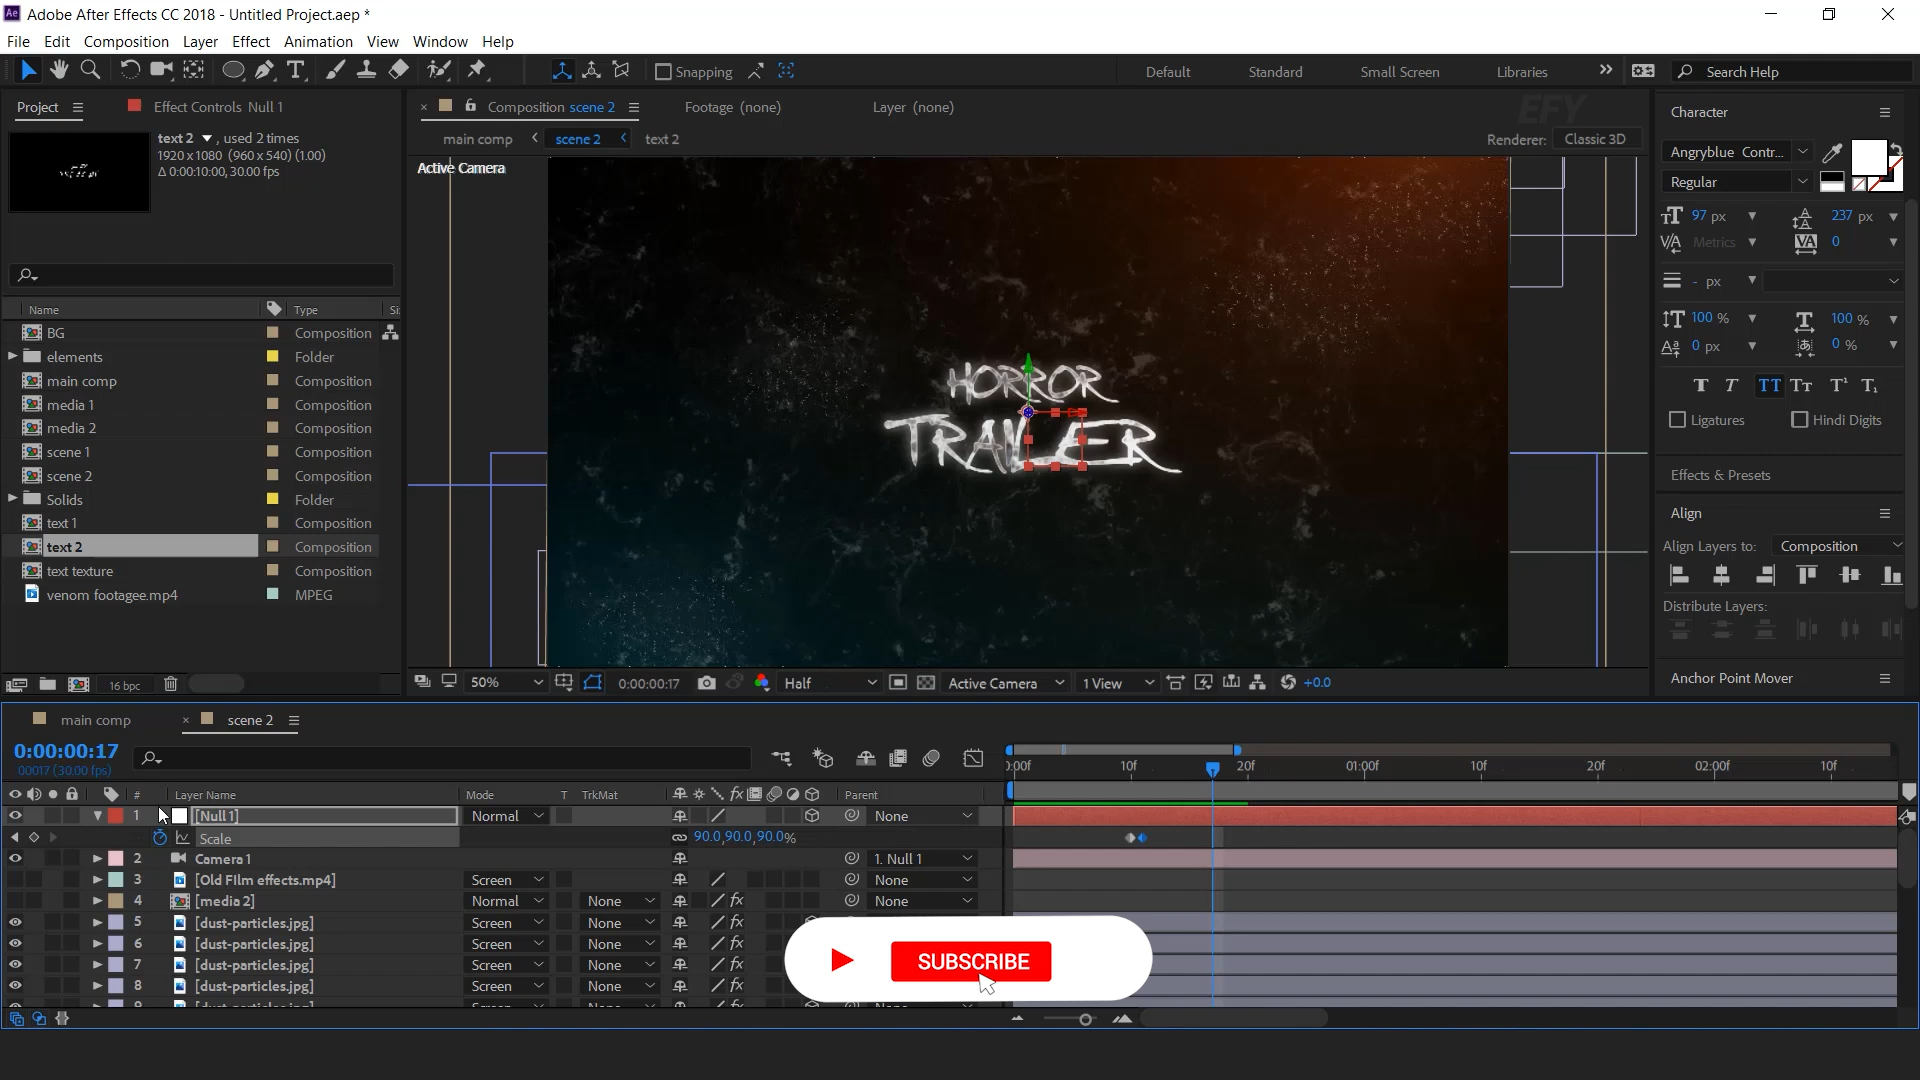 Ae Adobe After Effects CC 2018 - Untitled Project.aep *
File Edit Composition Layer Effect Animation View Window Help
Snapping Default Standard Small Screen Libraries Search Help
Project Effect Controls Null 1
text 2 , used 2 times
1920 x 1080 (960 x 540) (1.00)
Δ 0:00:10:00, 30.00 fps
Name Type Si
BG Composition
elements Folder
main comp Composition
media 1 Composition
media 2 Composition
scene 1 Composition
scene 2 Composition
Solids Folder
text 1 Composition
text 2 Composition
text texture Composition
venom footagee.mp4 MPEG
16 bpc
× Composition scene 2 Footage (none) Layer (none)
EFY
main comp scene 2 text 2 Renderer: Classic 3D
Active Camera
HORROR
TRAILER
50% 0:00:00:17 Half Active Camera 1 View +0.0
Character
Angryblue Contr...
Regular
97 px 237 px
Metrics 0
- px
100 % 100 %
0 px 0 %
Ligatures Hindi Digits
Effects & Presets
Align
Align Layers to: Composition
Distribute Layers:
Anchor Point Mover
main comp × scene 2
0:00:00:17
00017 (30.00 fps)
0:00f 10f 20f 01:00f 10f 20f 02:00f 10f
# Layer Name Mode T TrkMat Parent
1 [Null 1] Normal None
Scale 90.0,90.0,90.0%
2 Camera 1 1. Null 1
3 [Old FIlm effects.mp4] Screen None
4 [media 2] Normal None None
5 [dust-particles.jpg] Screen None
6 [dust-particles.jpg] Screen None
7 [dust-particles.jpg] Screen None
8 [dust-particles.jpg] Screen None
SUBSCRIBE